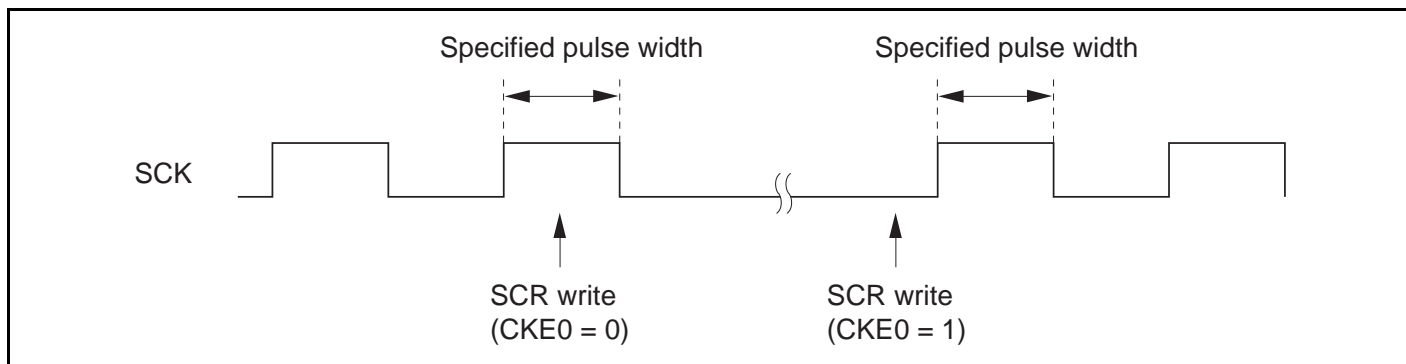 Specified pulse width
Specified pulse width
SCK
SCR write
(CKE0 = 0)
SCR write
(CKE0 = 1)